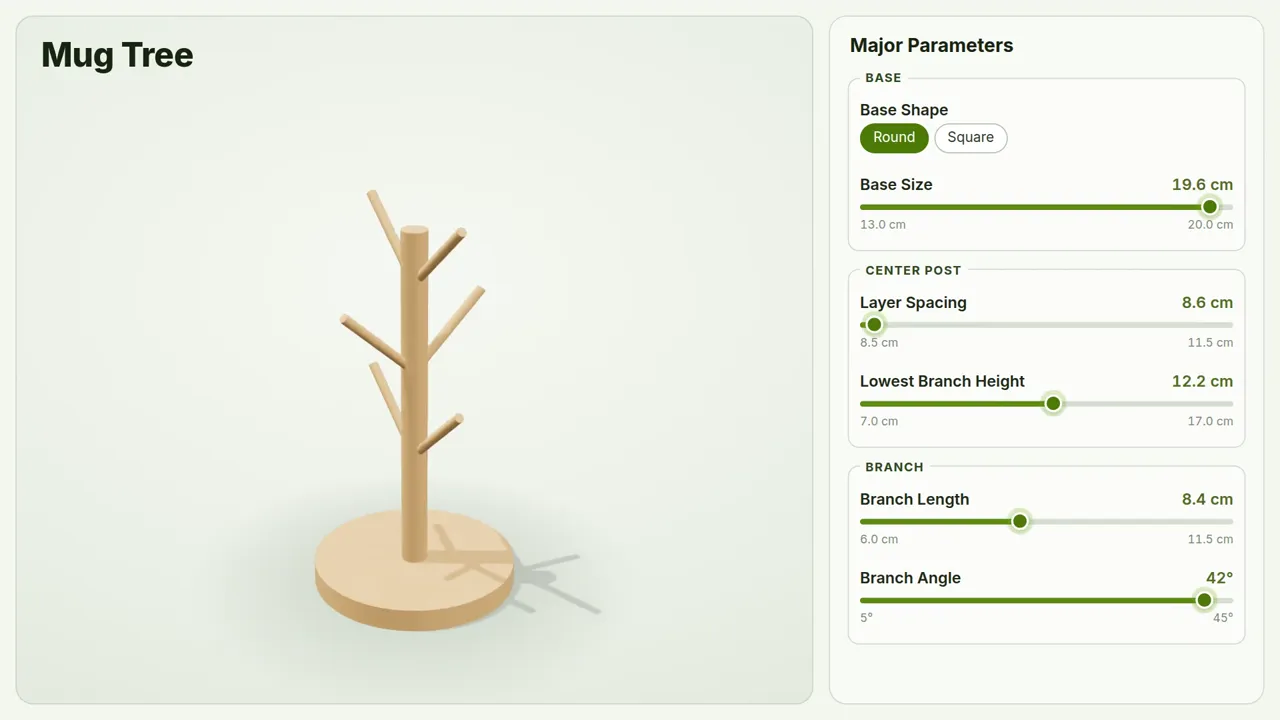 Mug Tree
Major Parameters
BASE
Base Shape
Round Square
Base Size 19.6 cm
13.0 cm 20.0 cm
CENTER POST
Layer Spacing 8.6 cm
8.5 cm 11.5 cm
Lowest Branch Height 12.2 cm
7.0 cm 17.0 cm
BRANCH
Branch Length 8.4 cm
6.0 cm 11.5 cm
Branch Angle 42°
5° 45°